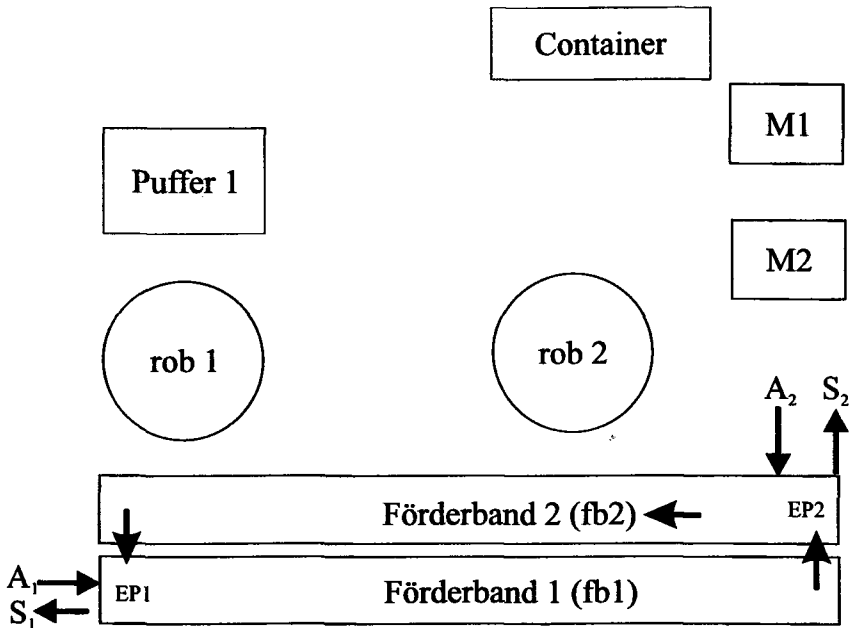 Container
M1
Puffer 1
M2
rob 1
rob 2
A₂ S₂
Förderband 2 (fb2) EP2
A₁ EP1 Förderband 1 (fb1)
S₁